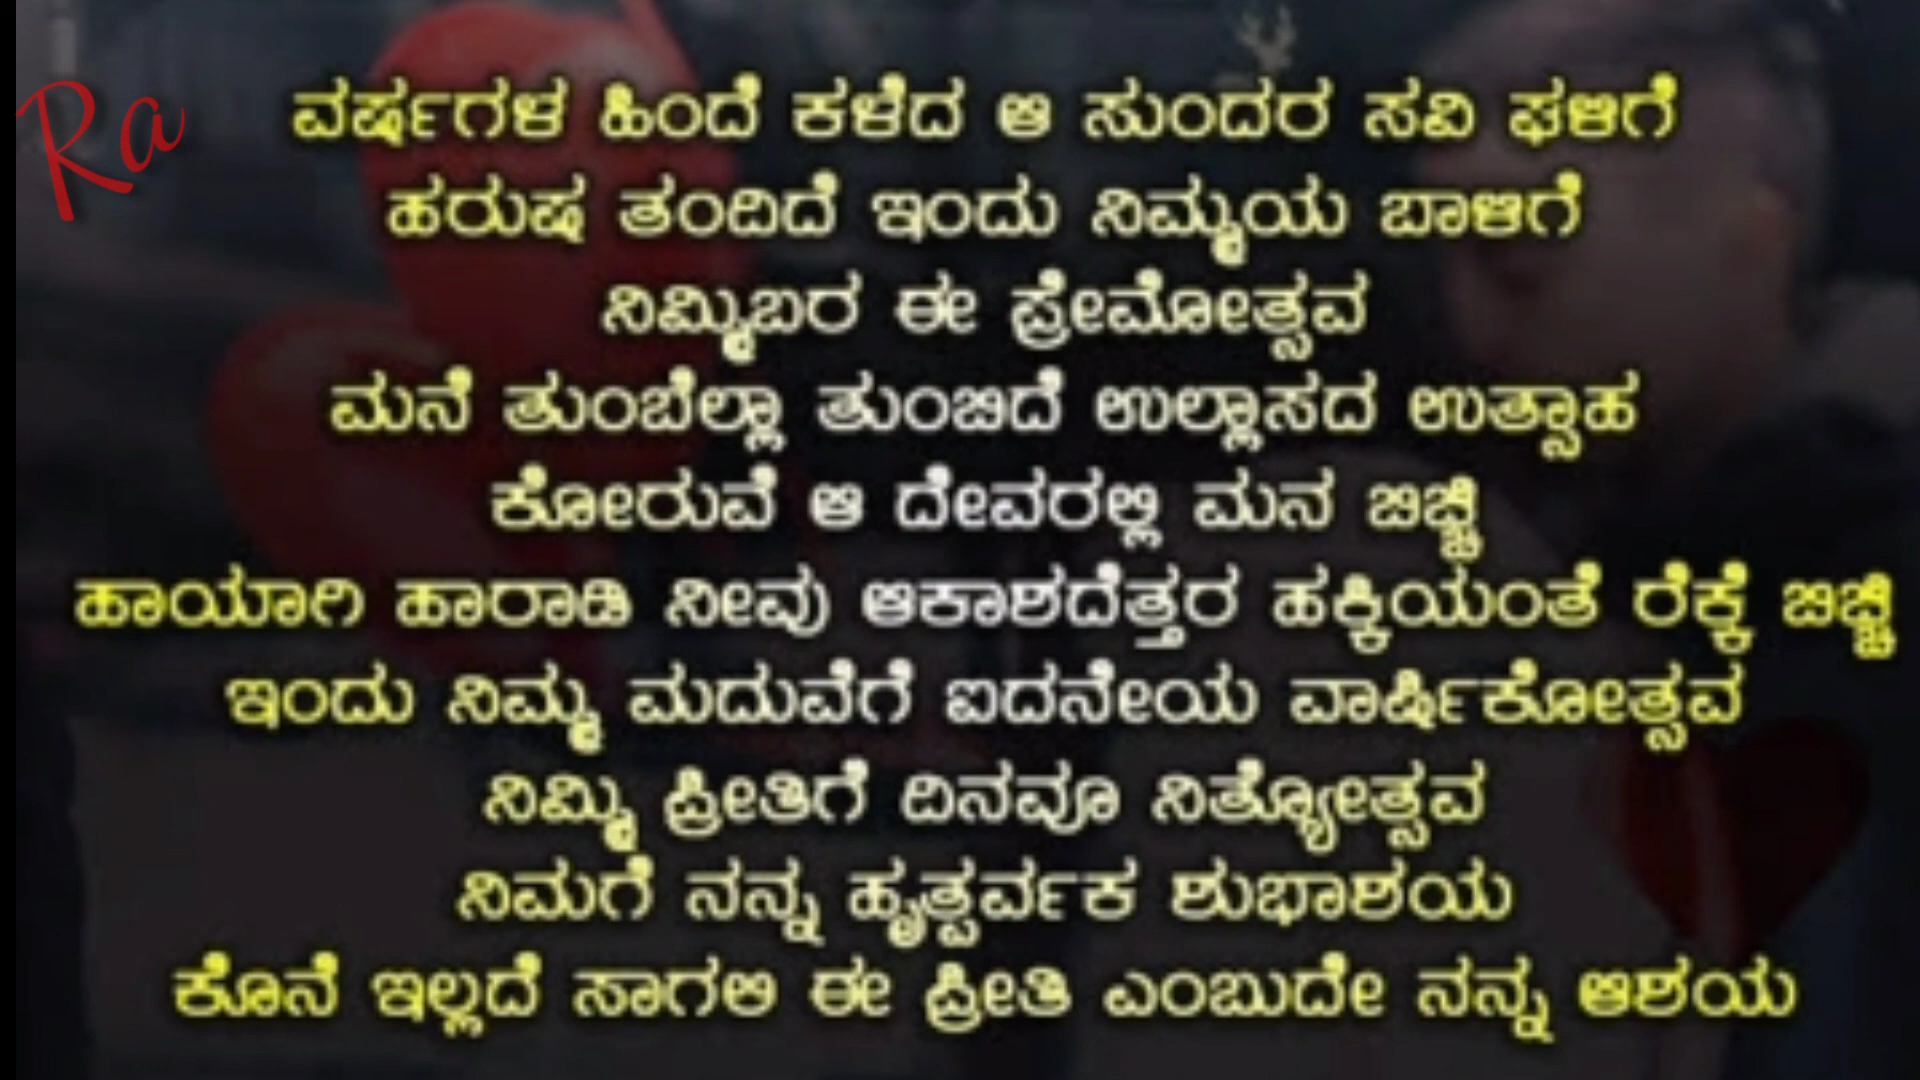 Ra
ವರ್ಷಗಳ ಹಿಂದೆ ಕಳೆದ ಆ ಸುಂದರ ಸವಿ ಘಳಿಗೆ
ಹರುಷ ತಂದಿದೆ ಇಂದು ನಿಮ್ಮಯ ಬಾಳಿಗೆ
ನಿಮ್ಮಿಬರ ಈ ಪ್ರೇಮೋತ್ಸವ
ಮನೆ ತುಂಬೆಲ್ಲಾ ತುಂಬಿದೆ ಉಲ್ಲಾಸದ ಉತ್ಸಾಹ
ಕೋರುವೆ ಆ ದೇವರಲ್ಲಿ ಮನ ಬಿಚ್ಚಿ
ಹಾಯಾಗಿ ಹಾರಾಡಿ ನೀವು ಆಕಾಶದೆತ್ತರ ಹಕ್ಕಿಯಂತೆ ರೆಕ್ಕೆ ಬಿಚ್ಚಿ
ಇಂದು ನಿಮ್ಮ ಮದುವೆಗೆ ಐದನೇಯ ವಾರ್ಷಿಕೋತ್ಸವ
ನಿಮ್ಮಿ ಪ್ರೀತಿಗೆ ದಿನವೂ ನಿತ್ಯೋತ್ಸವ
ನಿಮಗೆ ನನ್ನ ಹೃತ್ಪರ್ವಕ ಶುಭಾಶಯ
ಕೊನೆ ಇಲ್ಲದೆ ಸಾಗಲಿ ಈ ಪ್ರೀತಿ ಎಂಬುದೇ ನನ್ನ ಆಶಯ